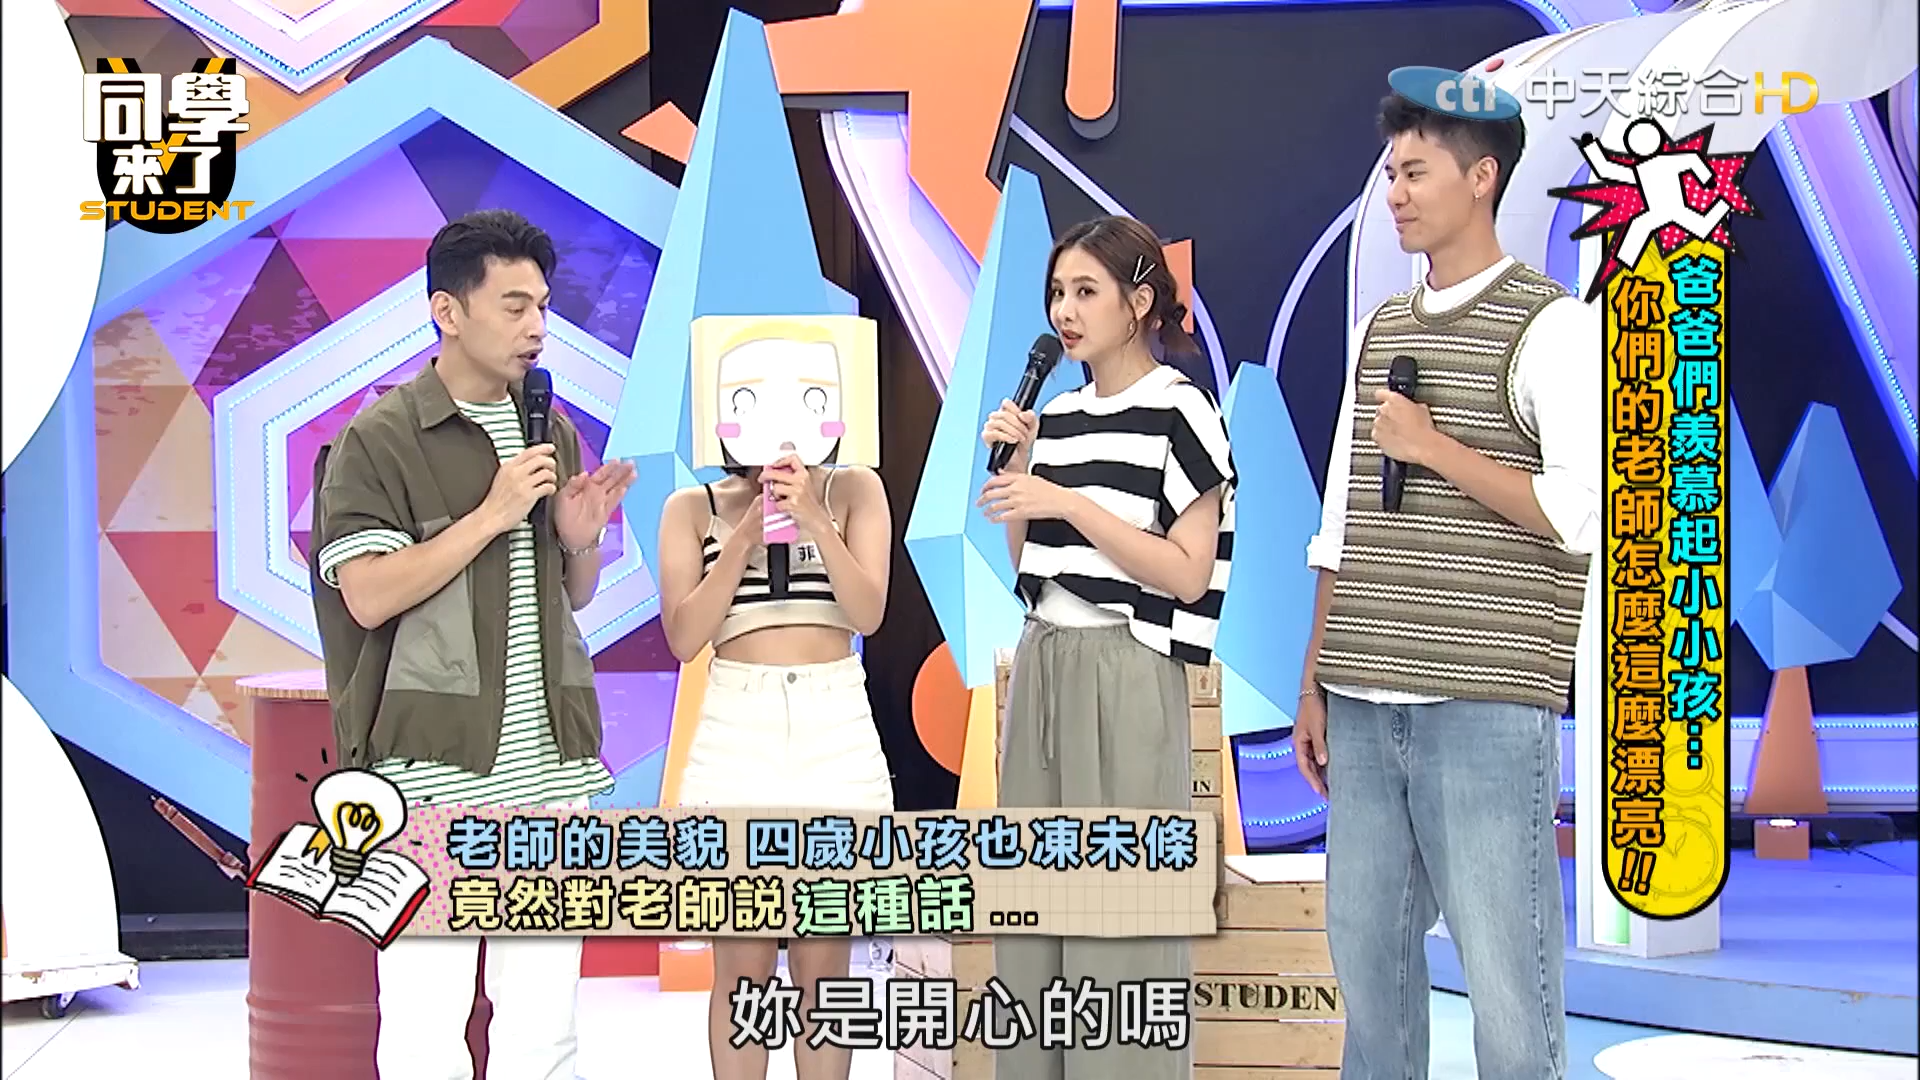 同學
來了
STUDENT
cti 中天綜合HD
爸爸們羨慕起小小孩...
你們的老師怎麼這麼漂亮!!
菲
IN
老師的美貌 四歲小孩也凍未條
竟然對老師説這種話...
STUDEN
妳是開心的嗎